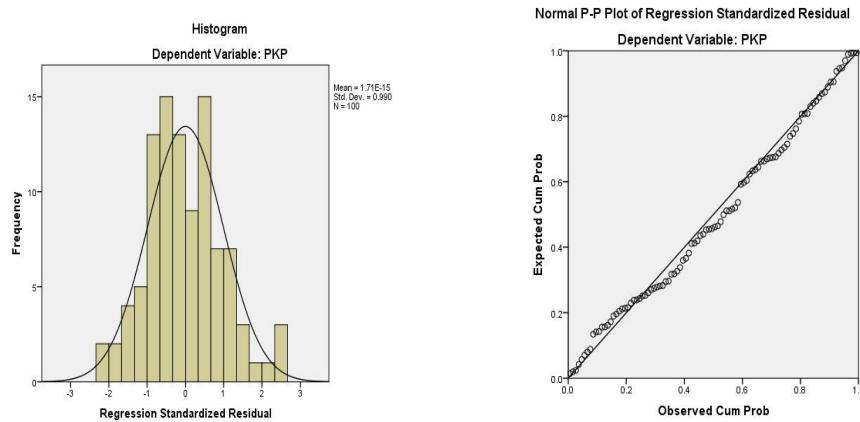 Histogram
Dependent Variable: PKP
Mean = 1.71E-15
Std. Dev. = 0.990
N = 100
15
10
5
0
Frequency
-3 -2 -1 0 1 2 3
Regression Standardized Residual
Normal P-P Plot of Regression Standardized Residual
Dependent Variable: PKP
1.0
0.8
0.6
0.4
0.2
0.0
Expected Cum Prob
0.0 0.2 0.4 0.6 0.8 1.
Observed Cum Prob